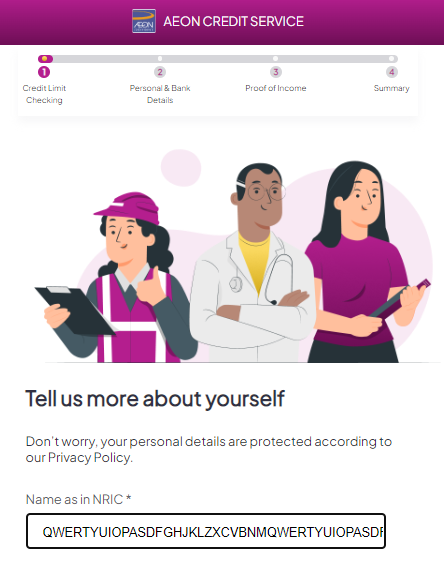 AEON CREDIT SERVICE
1 2 3 4
Credit Limit Checking
Personal & Bank Details
Proof of Income
Summary
Tell us more about yourself
Don't worry, your personal details are protected according to
our Privacy Policy.
Name as in NRIC *
QWERTYUIOPASDFGHJKLZXCVBNMQWERTYUIOPASDF